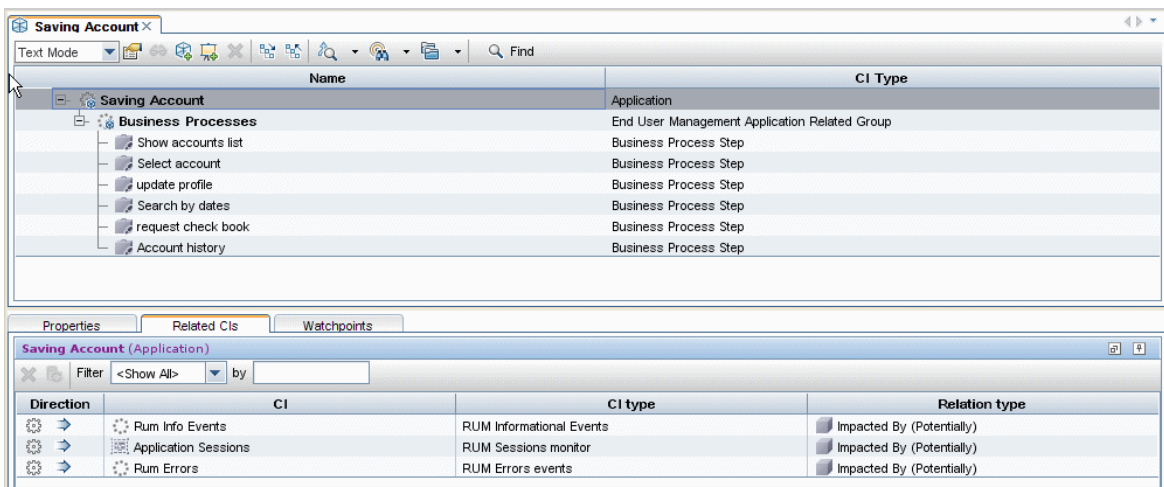 Saving Account
Text Mode Find
Name CI Type
Saving Account Application
Business Processes End User Management Application Related Group
Show accounts list Business Process Step
Select account Business Process Step
update profile Business Process Step
Search by dates Business Process Step
request check book Business Process Step
Account history Business Process Step
Properties Related CIs Watchpoints
Saving Account (Application)
Filter <Show All> by
Direction CI CI type Relation type
Rum Info Events RUM Informational Events Impacted By (Potentially)
Application Sessions RUM Sessions monitor Impacted By (Potentially)
Rum Errors RUM Errors events Impacted By (Potentially)